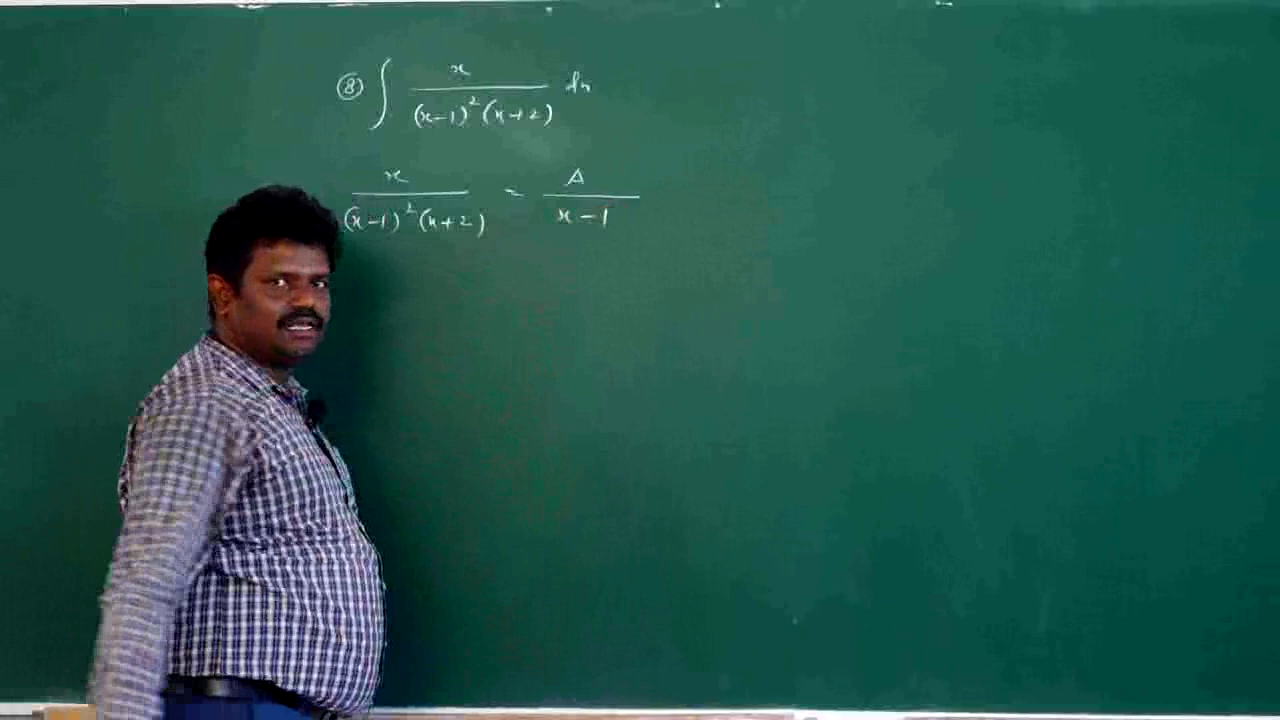 ⑧ ∫ x / (x-1)² (x+2) dx
x / (x-1)² (x+2) = A / x-1